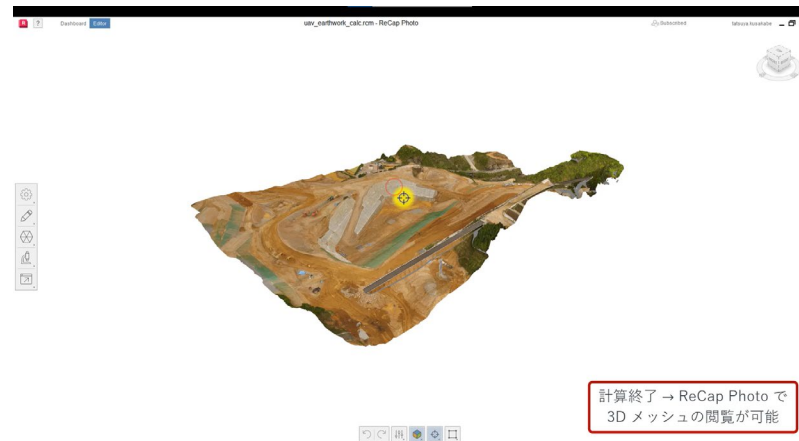 R
?
Dashboard
Editor
uav_earthwork_calc.rcm - ReCap Photo
Subscribed
計算終了 → ReCap Photo で
3D メッシュの閲覧が可能